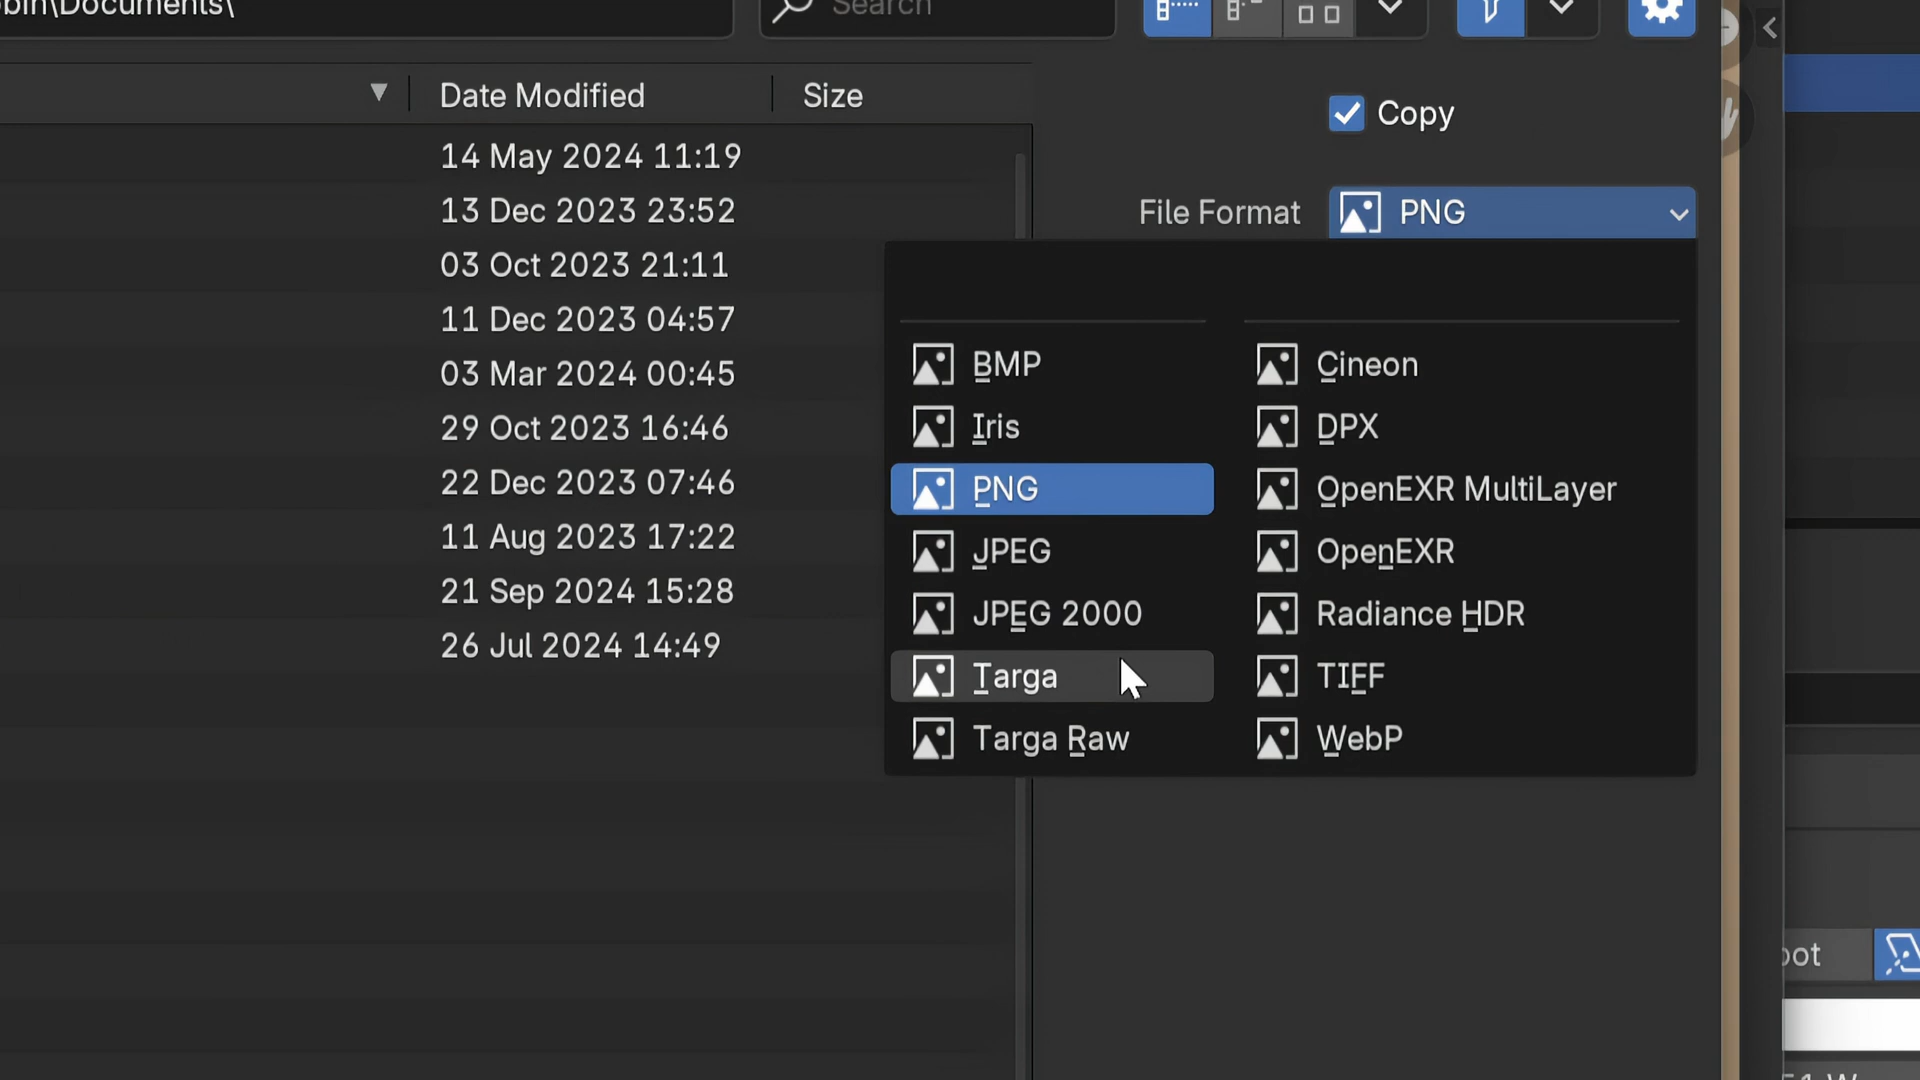 bin\Documents\
Search
Date Modified
Size
Copy
14 May 2024 11:19
13 Dec 2023 23:52
File Format
PNG
03 Oct 2023 21:11
11 Dec 2023 04:57
03 Mar 2024 00:45
29 Oct 2023 16:46
22 Dec 2023 07:46
11 Aug 2023 17:22
21 Sep 2024 15:28
26 Jul 2024 14:49
BMP
Iris
PNG
JPEG
JPEG 2000
Targa
Targa Raw
Cineon
DPX
OpenEXR MultiLayer
OpenEXR
Radiance HDR
TIFF
WebP